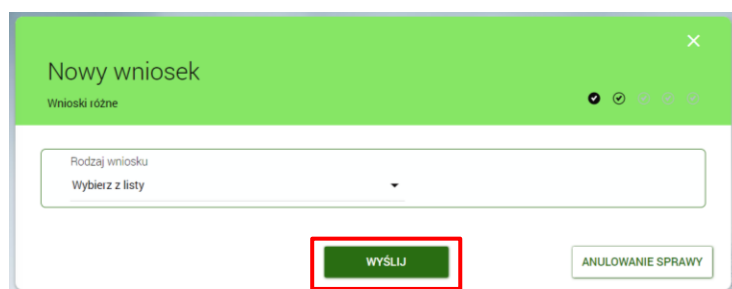 Nowy wniosek
Wnioski różne
Rodzaj wniosku
Wybierz z listy
WYŚLIJ
ANULOWANIE SPRAWY